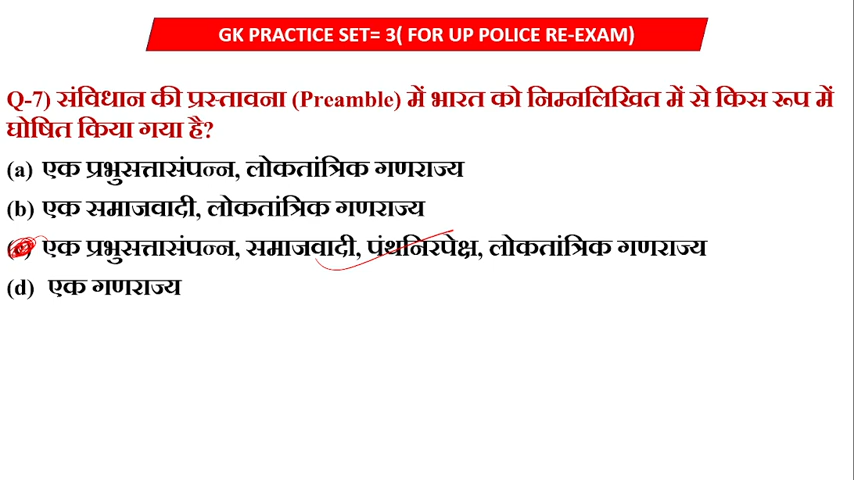 GK PRACTICE SET= 3( FOR UP POLICE RE-EXAM)
Q-7) संविधान की प्रस्तावना (Preamble) में भारत को निम्नलिखित में से किस रूप में
घोषित किया गया है?
(a) एक प्रभुसत्तासंपन्न, लोकतांत्रिक गणराज्य
(b) एक समाजवादी, लोकतांत्रिक गणराज्य
एक प्रभुसत्तासंपन्न, समाजवादी, पंथनिरपेक्ष, लोकतांत्रिक गणराज्य
(d) एक गणराज्य